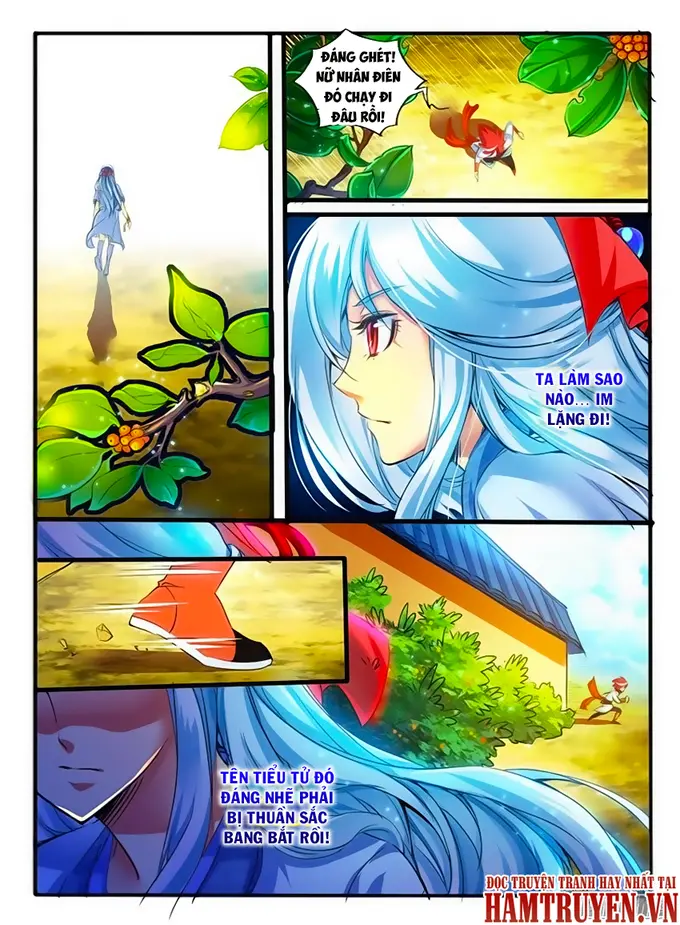 ĐÁNG GHÉT!
NỮ NHÂN ĐIÊN
ĐÓ CHẠY ĐI
ĐÂU RỒI!
TA LÀM SAO
NÀO... IM
LẶNG ĐI!
TÊN TIỂU TỬ ĐÓ
ĐÁNG NHẼ PHẢI
BỊ THUẦN SẮC
BANG BẮT RỒI!
ĐỌC TRUYỆN TRANH HAY NHẤT TẠI
HAMTRUYEN.VN